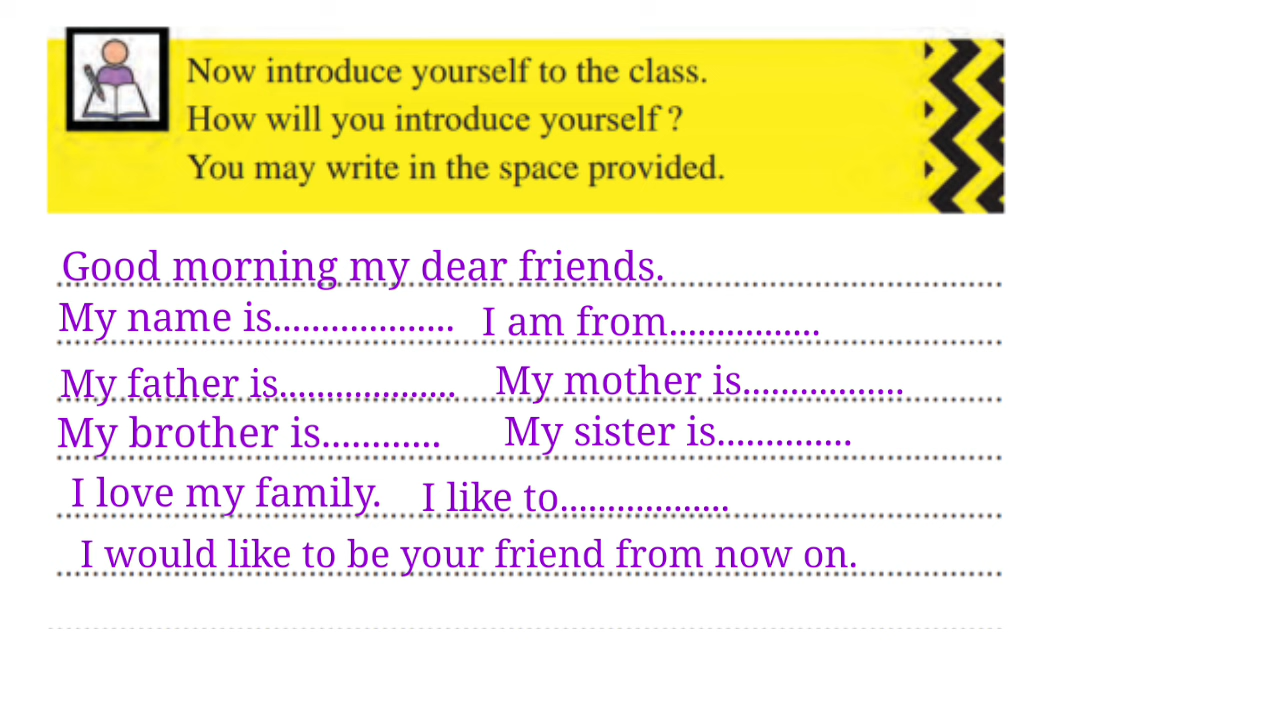 Now introduce yourself to the class.
How will you introduce yourself ?
You may write in the space provided.
Good morning my dear friends.
My name is................... I am from................
My father is................... My mother is.................
My brother is............ My sister is..............
I love my family. I like to..................
I would like to be your friend from now on.